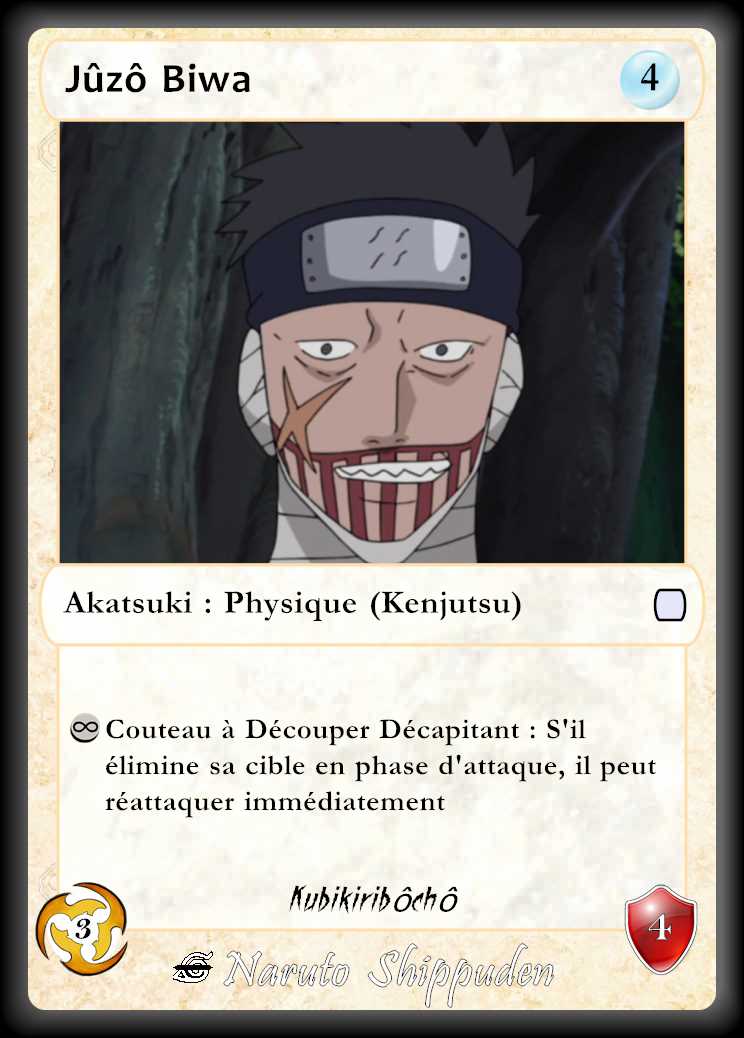 Jûzô Biwa
4
Akatsuki : Physique (Kenjutsu)
∞ Couteau à Découper Décapitant : S'il
élimine sa cible en phase d'attaque, il peut
réattaquer immédiatement
Kubikiribôchô
3
4
Naruto Shippuden